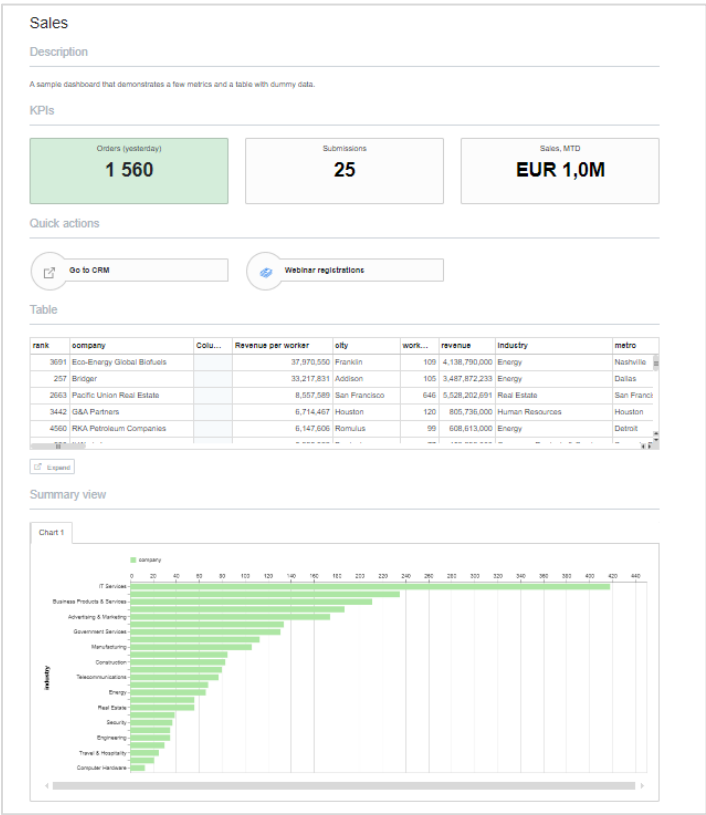 Sales
Description
A sample dashboard that demonstrates a few metrics and a table with dummy data.
KPIs
Orders (yesterday) Submissions Sales, MTD
1 560 25 EUR 1,0M
Quick actions
Go to CRM Webinar registrations
Table
rank company Colu... Revenue per worker city work... revenue industry metro
3691 Eco-Energy Global Biofuels 37,970,550 Franklin 109 4,138,790,000 Energy Nashville
257 Bridger 33,217,831 Addison 105 3,487,872,233 Energy Dallas
2663 Pacific Union Real Estate 8,557,589 San Francisco 646 5,528,202,691 Real Estate San Franci
3442 G&A Partners 6,714,467 Houston 120 805,736,000 Human Resources Houston
4560 RKA Petroleum Companies 6,147,606 Romulus 99 608,613,000 Energy Detroit
Expand
Summary view
Chart 1
company
0 20 40 60 80 100 120 140 160 180 200 220 240 260 280 300 320 340 360 380 400 420 440
IT Services
Business Products & Services
Advertising & Marketing
Government Services
Manufacturing
Construction
industry
Telecommunications
Energy
Real Estate
Security
Engineering
Travel & Hospitality
Computer Hardware